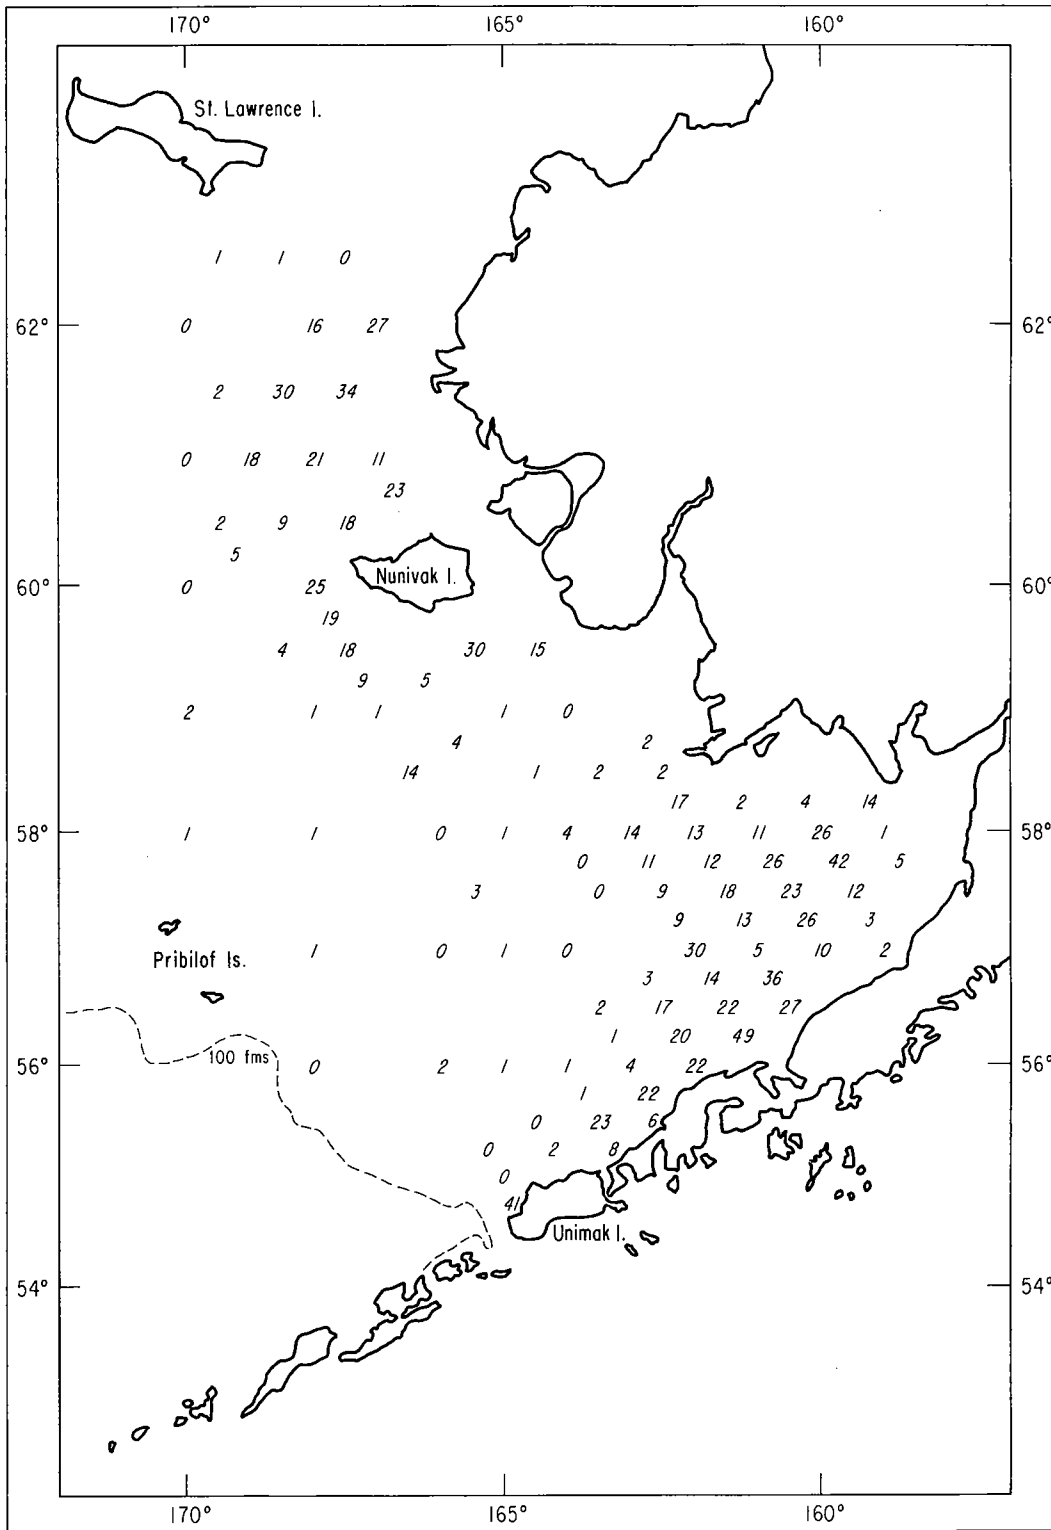 170° 165° 160°
St. Lawrence I.
1 1 0
62° 0 16 27 62°
2 30 34
0 18 21 11
23
2 9 18
5
Nunivak I.
60° 0 25 60°
19
4 18 30 15
9 5
2 1 1 1 0
4 2
14 1 2 2
17 2 4 14
58° 1 1 0 1 4 14 13 11 26 1 58°
0 11 12 26 42 5
3 0 9 18 23 12
9 13 26 3
Pribilof Is.
1 0 1 0 30 5 10 2
3 14 36
2 17 22 27
1 20 49
100 fms
56° 0 2 1 1 4 22 56°
1 22
0 23 6
0 2 8
0
41
Unimak I.
54° 54°
170° 165° 160°